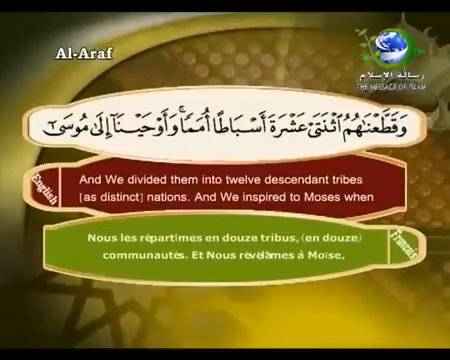 Al-Araf
رسالة الإسلام
THE MESSAGE OF ISLAM
وَقَطَّعْنَٰهُمُ ٱثْنَتَىْ عَشْرَةَ أَسْبَاطًا أُمَمًا ۚ وَأَوْحَيْنَآ إِلَىٰ مُوسَىٰٓ
English
And We divided them into twelve descendant tribes
[as distinct] nations. And We inspired to Moses when
Nous les répartîmes en douze tribus, (en douze)
communautés. Et Nous révélâmes á Moïse,
Francais